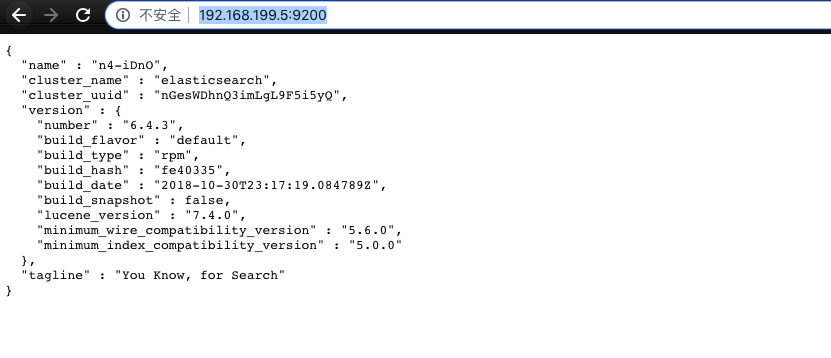 不安全 192.168.199.5:9200
{
  "name" : "n4-iDnO",
  "cluster_name" : "elasticsearch",
  "cluster_uuid" : "nGesWDhnQ3imLgL9F5i5yQ",
  "version" : {
    "number" : "6.4.3",
    "build_flavor" : "default",
    "build_type" : "rpm",
    "build_hash" : "fe40335",
    "build_date" : "2018-10-30T23:17:19.084789Z",
    "build_snapshot" : false,
    "lucene_version" : "7.4.0",
    "minimum_wire_compatibility_version" : "5.6.0",
    "minimum_index_compatibility_version" : "5.0.0"
  },
  "tagline" : "You Know, for Search"
}